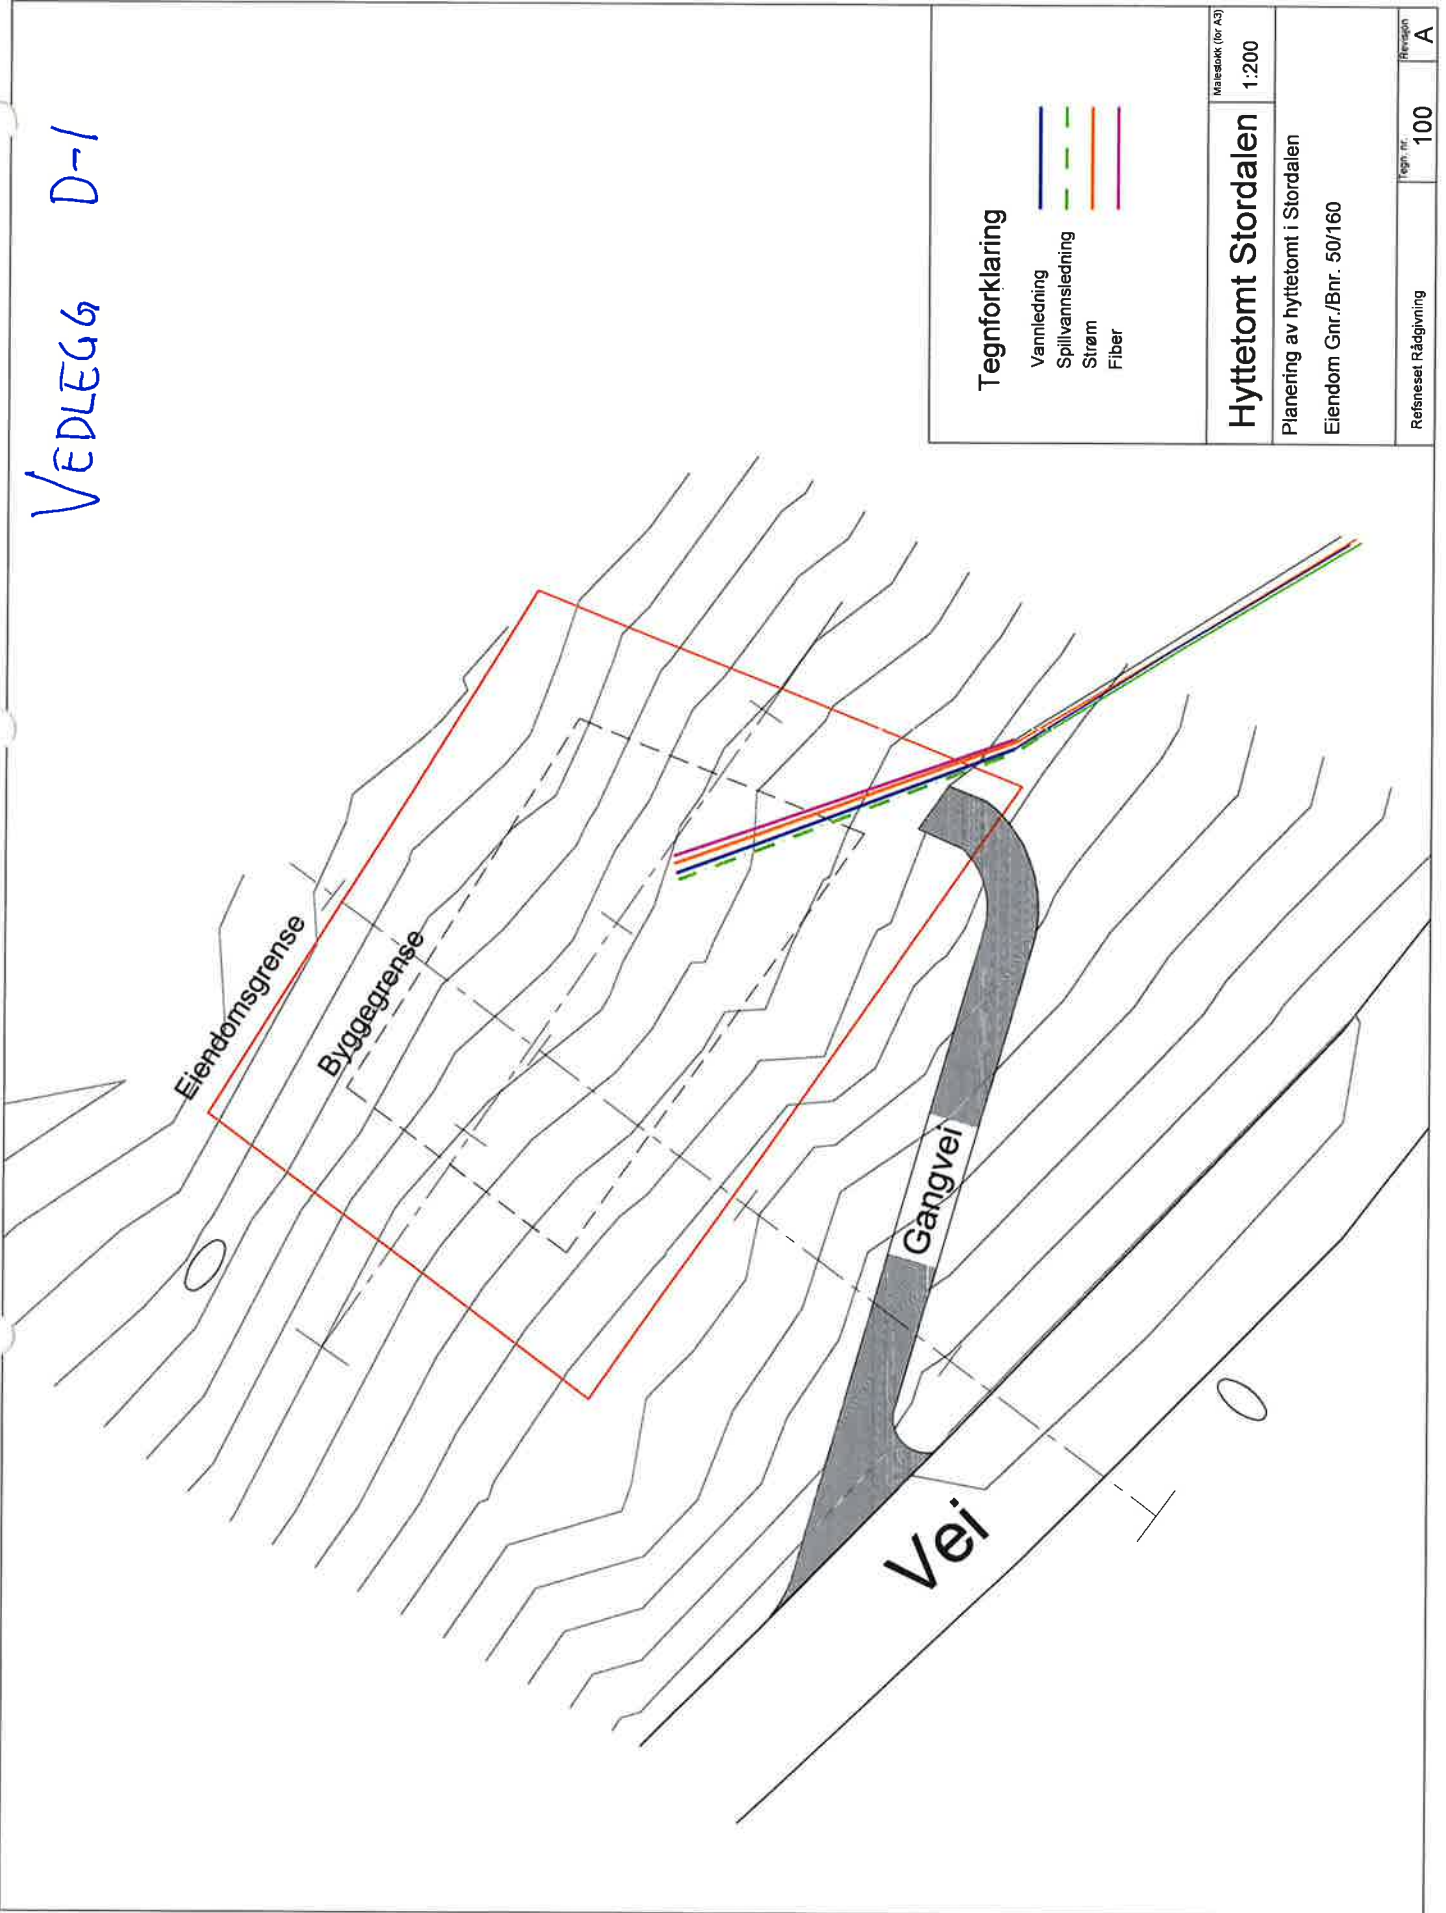 VEDLEGG D-1
Eiendomsgrense
Byggegrense
Gangvei
Vei
Tegnforklaring
Vannledning
Spillvannsledning
Strøm
Fiber
Hyttetomt Stordalen
Målestokk (for A3)
1:200
Planering av hyttetomt i Stordalen
Eiendom Gnr./Bnr. 50/160
Refsneset Rådgivning
Tegn. nr.
100
Revisjon
A